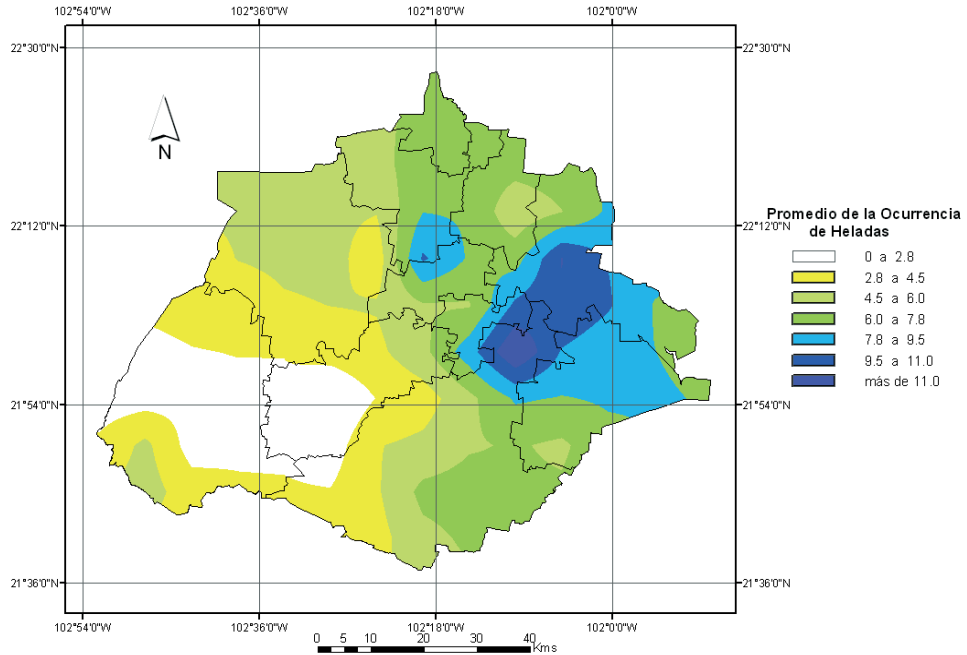 102°54'0"W 102°36'0"W 102°18'0"W 102°0'0"W
22°30'0"N 22°30'0"N
N
22°12'0"N 22°12'0"N
21°54'0"N 21°54'0"N
21°36'0"N 21°36'0"N
102°54'0"W 102°36'0"W 102°18'0"W 102°0'0"W
0 5 10 20 30 40
Kms
Promedio de la Ocurrencia
de Heladas
0 a 2.8
2.8 a 4.5
4.5 a 6.0
6.0 a 7.8
7.8 a 9.5
9.5 a 11.0
más de 11.0